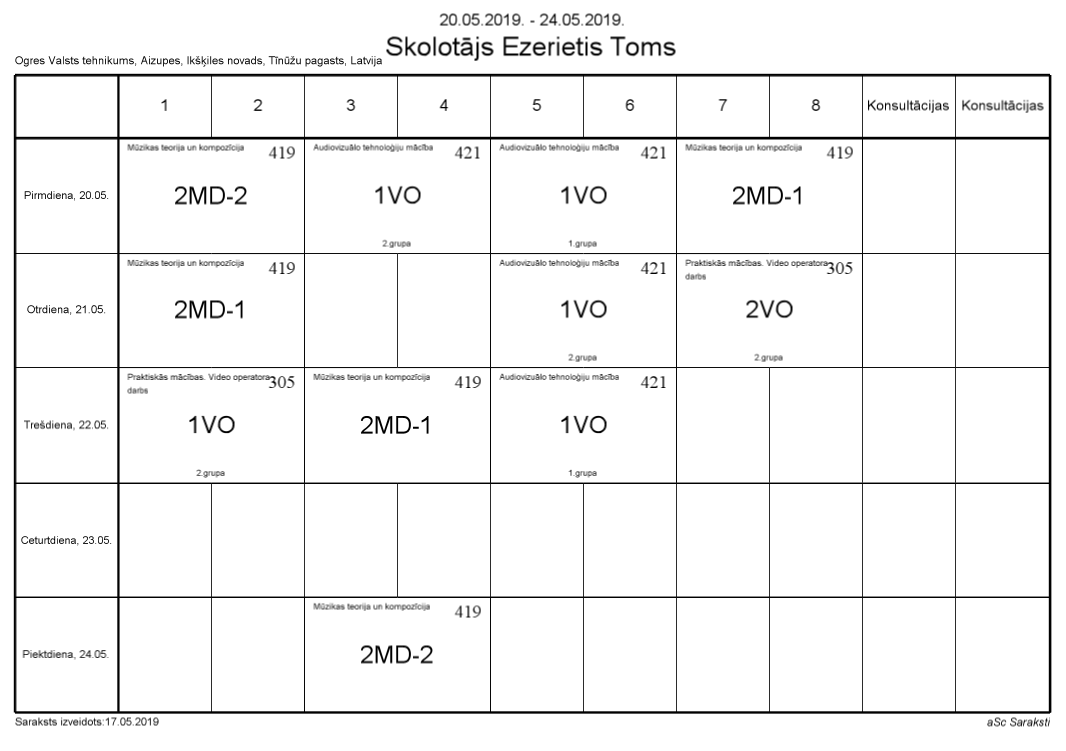 20.05.2019. - 24.05.2019.
Skolotājs Ezerietis Toms
Ogres Valsts tehnikums, Aizupes, Ikšķiles novads, Tīnūžu pagasts, Latvija
1 2 3 4 5 6 7 8 Konsultācijas Konsultācijas
Pirmdiena, 20.05.
Mūzikas teorija un kompozīcija 419
2MD-2
Audiovizuālo tehnoloģiju mācība 421
1VO
2.grupa
Audiovizuālo tehnoloģiju mācība 421
1VO
1.grupa
Mūzikas teorija un kompozīcija 419
2MD-1
Otrdiena, 21.05.
Mūzikas teorija un kompozīcija 419
2MD-1
Audiovizuālo tehnoloģiju mācība 421
1VO
2.grupa
Praktiskās mācības. Video operatora 305
darbs
2VO
2.grupa
Trešdiena, 22.05.
Praktiskās mācības. Video operatora 305
darbs
1VO
2.grupa
Mūzikas teorija un kompozīcija 419
2MD-1
Audiovizuālo tehnoloģiju mācība 421
1VO
1.grupa
Ceturtdiena, 23.05.
Piektdiena, 24.05.
Mūzikas teorija un kompozīcija 419
2MD-2
Saraksts izveidots:17.05.2019
aSc Saraksti